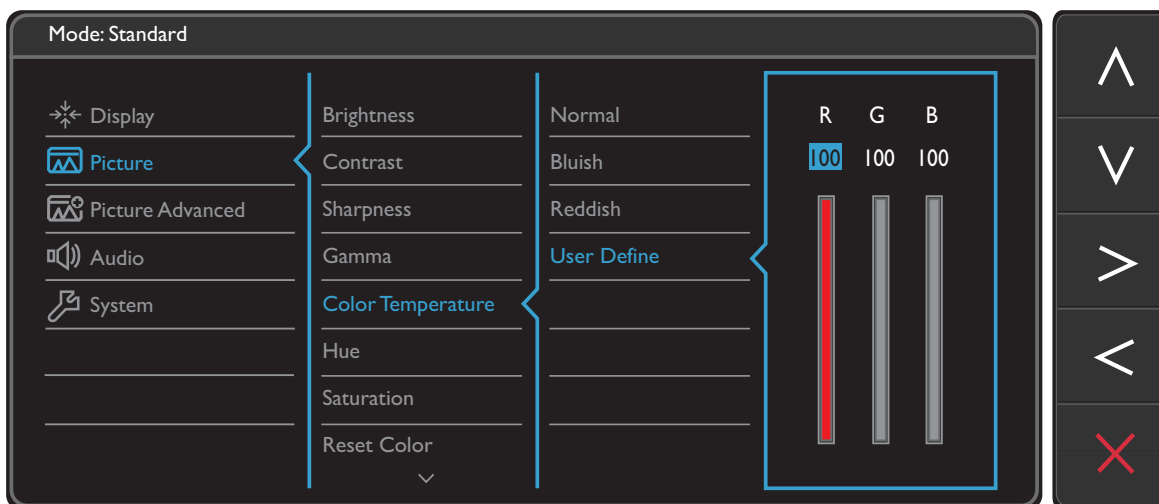 Mode: Standard
Display
Picture
Picture Advanced
Audio
System
Brightness
Contrast
Sharpness
Gamma
Color Temperature
Hue
Saturation
Reset Color
Normal
Bluish
Reddish
User Define
R G B
100 100 100